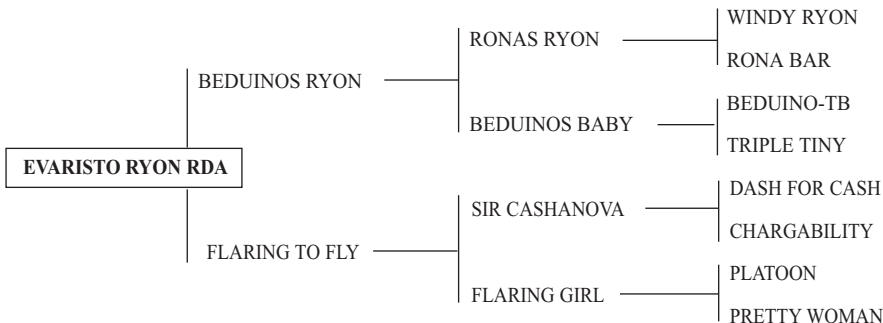 WINDY RYON
RONAS RYON
RONA BAR
BEDUINOS RYON
BEDUINO-TB
BEDUINOS BABY
TRIPLE TINY
EVARISTO RYON RDA
DASH FOR CASH
SIR CASHANOVA
CHARGABILITY
FLARING TO FLY
PLATOON
FLARING GIRL
PRETTY WOMAN